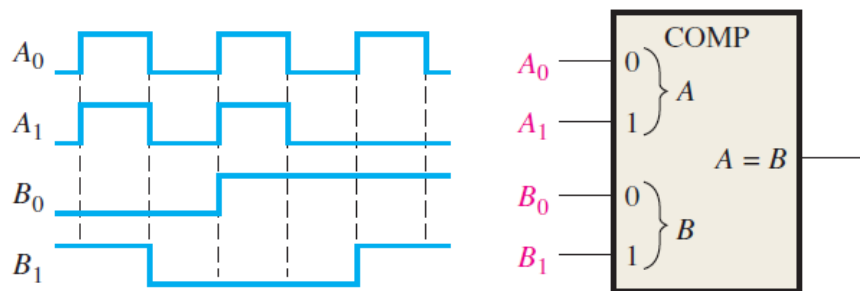 A₀
A₁
B₀
B₁
COMP
A₀ 0
A
A₁ 1
A = B
B₀ 0
B
B₁ 1